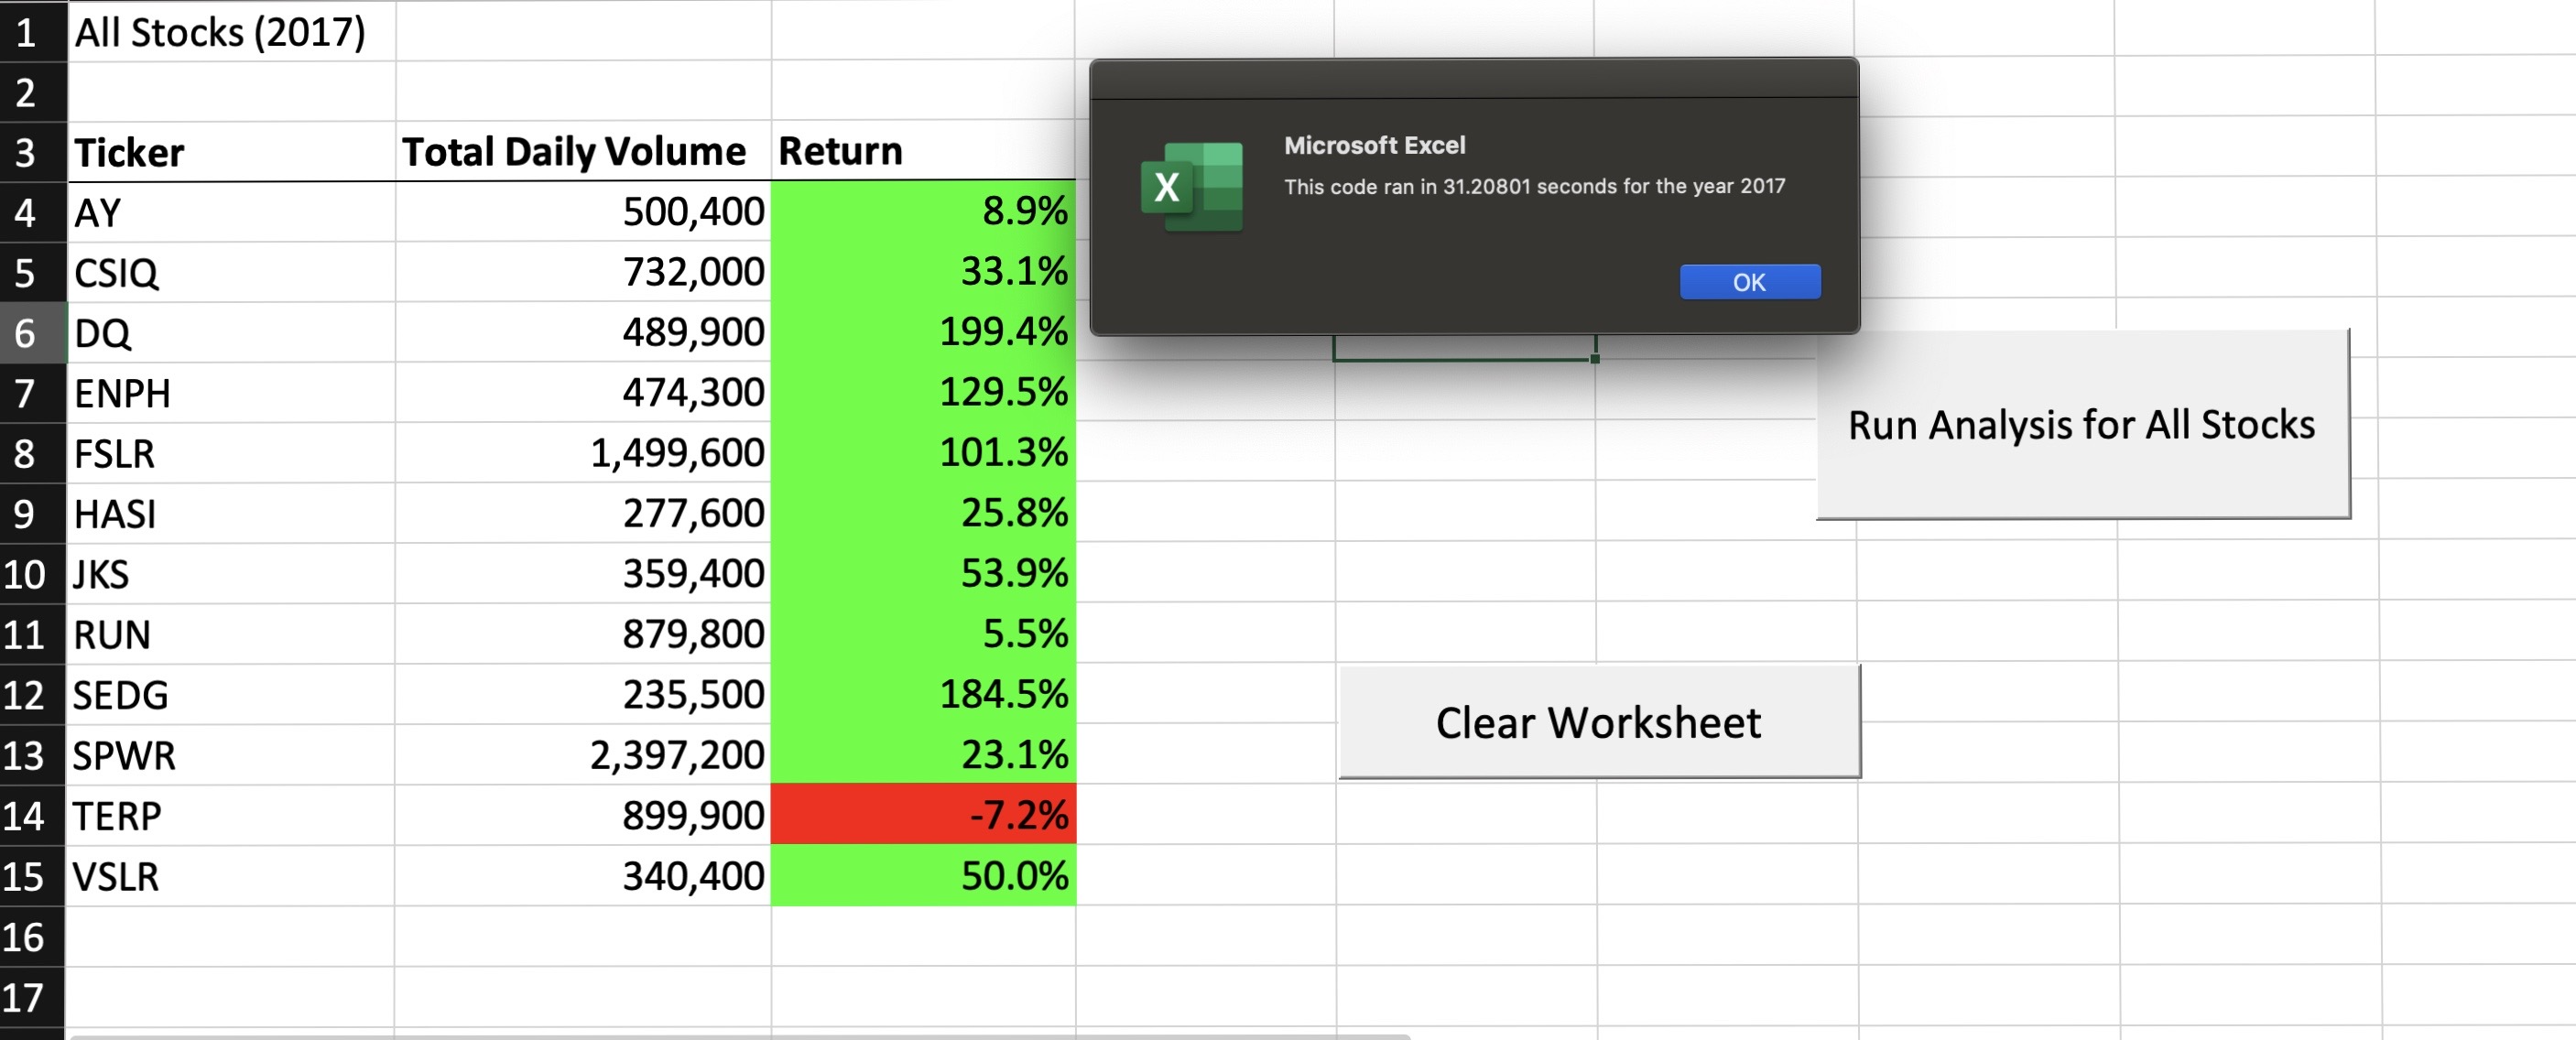 1 All Stocks (2017)
2
3 Ticker Total Daily Volume Return
4 AY 500,400 8.9%
5 CSIQ 732,000 33.1%
6 DQ 489,900 199.4%
7 ENPH 474,300 129.5%
8 FSLR 1,499,600 101.3%
9 HASI 277,600 25.8%
10 JKS 359,400 53.9%
11 RUN 879,800 5.5%
12 SEDG 235,500 184.5%
13 SPWR 2,397,200 23.1%
14 TERP 899,900 -7.2%
15 VSLR 340,400 50.0%
16
17
X
Microsoft Excel
This code ran in 31.20801 seconds for the year 2017
OK
Run Analysis for All Stocks
Clear Worksheet